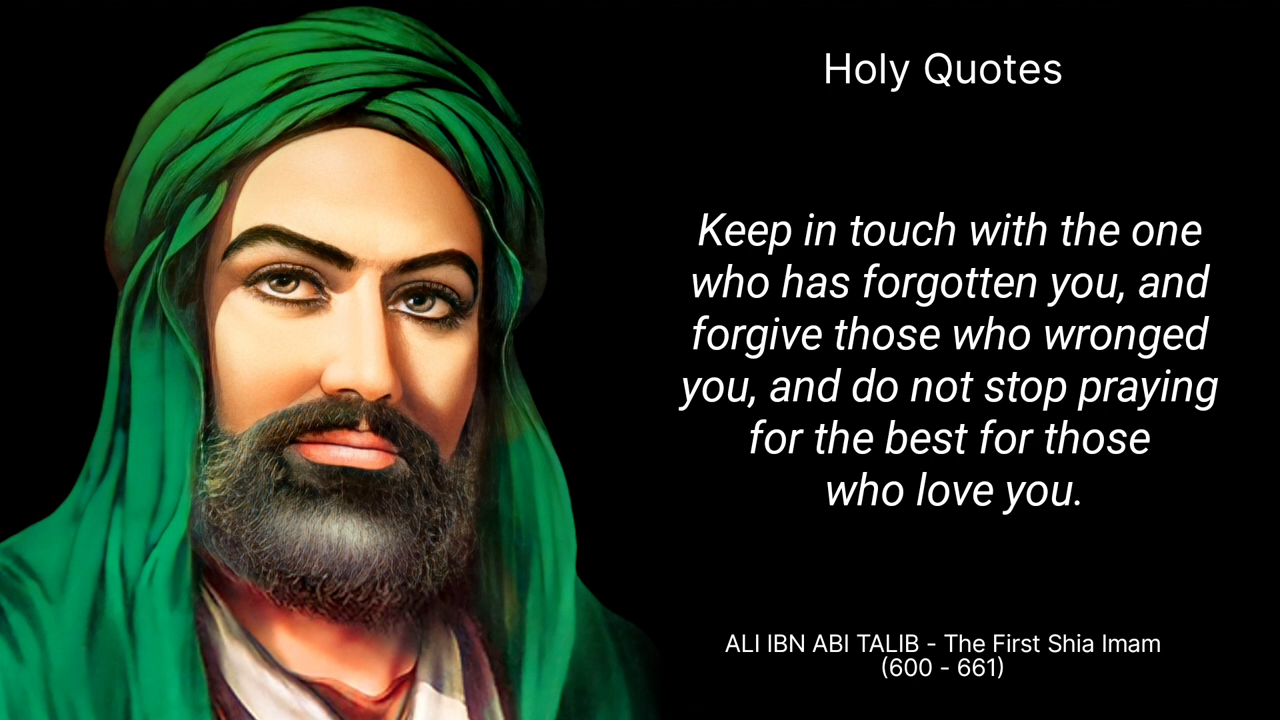 Holy Quotes
Keep in touch with the one
who has forgotten you, and
forgive those who wronged
you, and do not stop praying
for the best for those
who love you.
ALI IBN ABI TALIB - The First Shia Imam
(600 - 661)